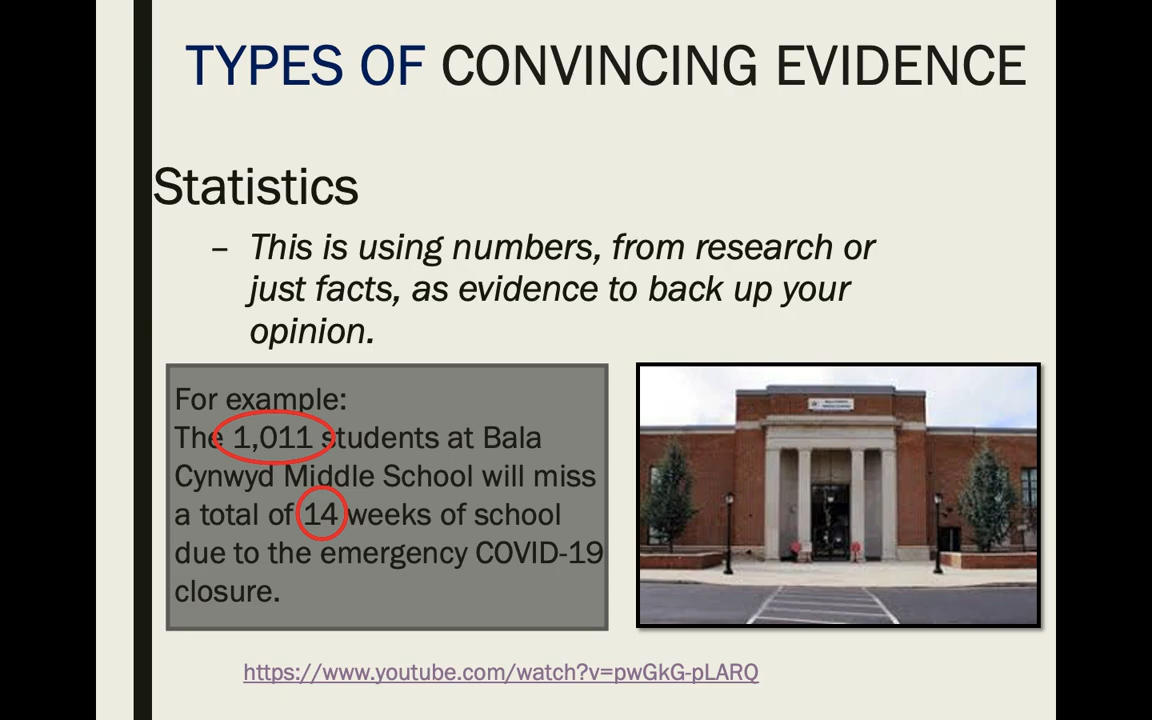 TYPES OF CONVINCING EVIDENCE
Statistics
– This is using numbers, from research or
just facts, as evidence to back up your
opinion.
For example:
The 1,011 students at Bala
Cynwyd Middle School will miss
a total of 14 weeks of school
due to the emergency COVID-19
closure.
https://www.youtube.com/watch?v=pwGkG-pLARQ